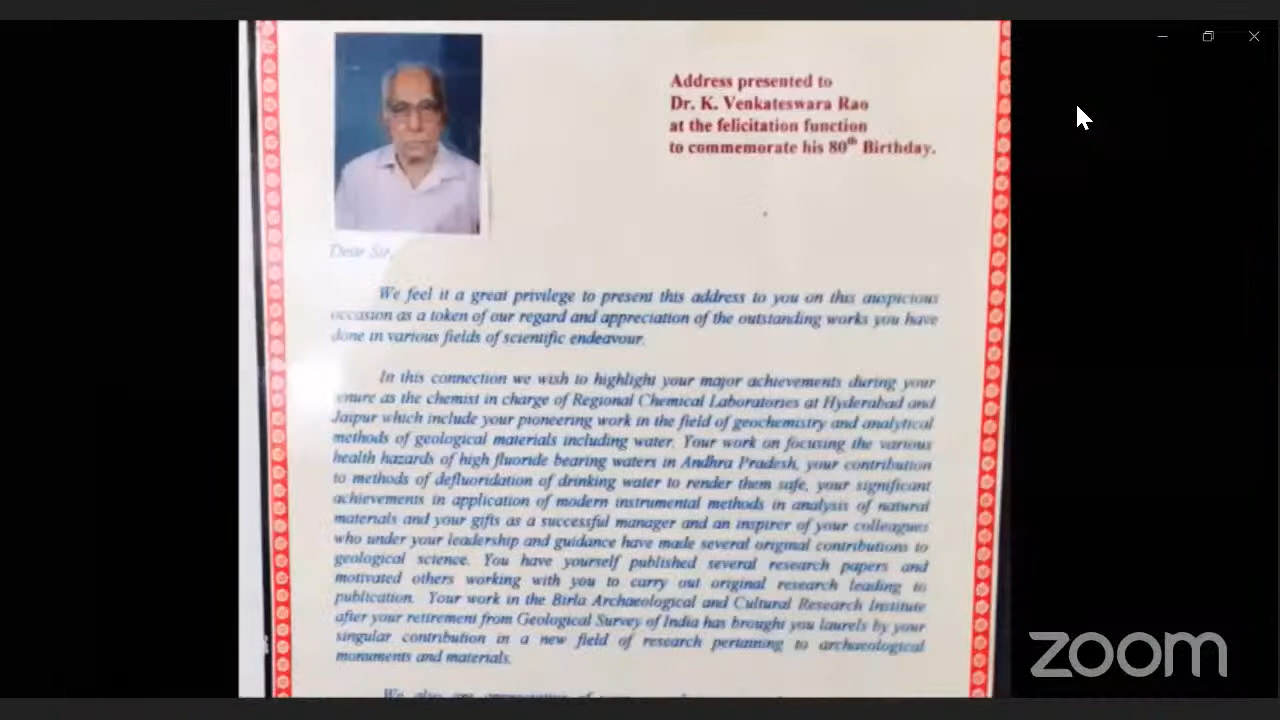 Address presented to
Dr. K. Venkateswara Rao
at the felicitation function
to commemorate his 80th Birthday.
Dear Sir,
We feel it a great privilege to present this address to you on this auspicious
occasion as a token of our regard and appreciation of the outstanding works you have
done in various fields of scientific endeavour.
In this connection we wish to highlight your major achievements during your
tenure as the chemist in charge of Regional Chemical Laboratories at Hyderabad and
Jaipur which include your pioneering work in the field of geochemistry and analytical
methods of geological materials including water. Your work on focusing the various
health hazards of high fluoride bearing waters in Andhra Pradesh, your contribution
to methods of defluoridation of drinking water to render them safe, your significant
achievements in application of modern instrumental methods in analysis of natural
materials and your gifts as a successful manager and an inspirer of your colleagues
who under your leadership and guidance have made several original contributions to
geological science. You have yourself published several research papers and
motivated others working with you to carry out original research leading to
publication. Your work in the Birla Archaeological and Cultural Research Institute
after your retirement from Geological Survey of India has brought you laurels by your
singular contribution in a new field of research pertaining to archaeological
monuments and materials.
We also are appreciative of
zoom